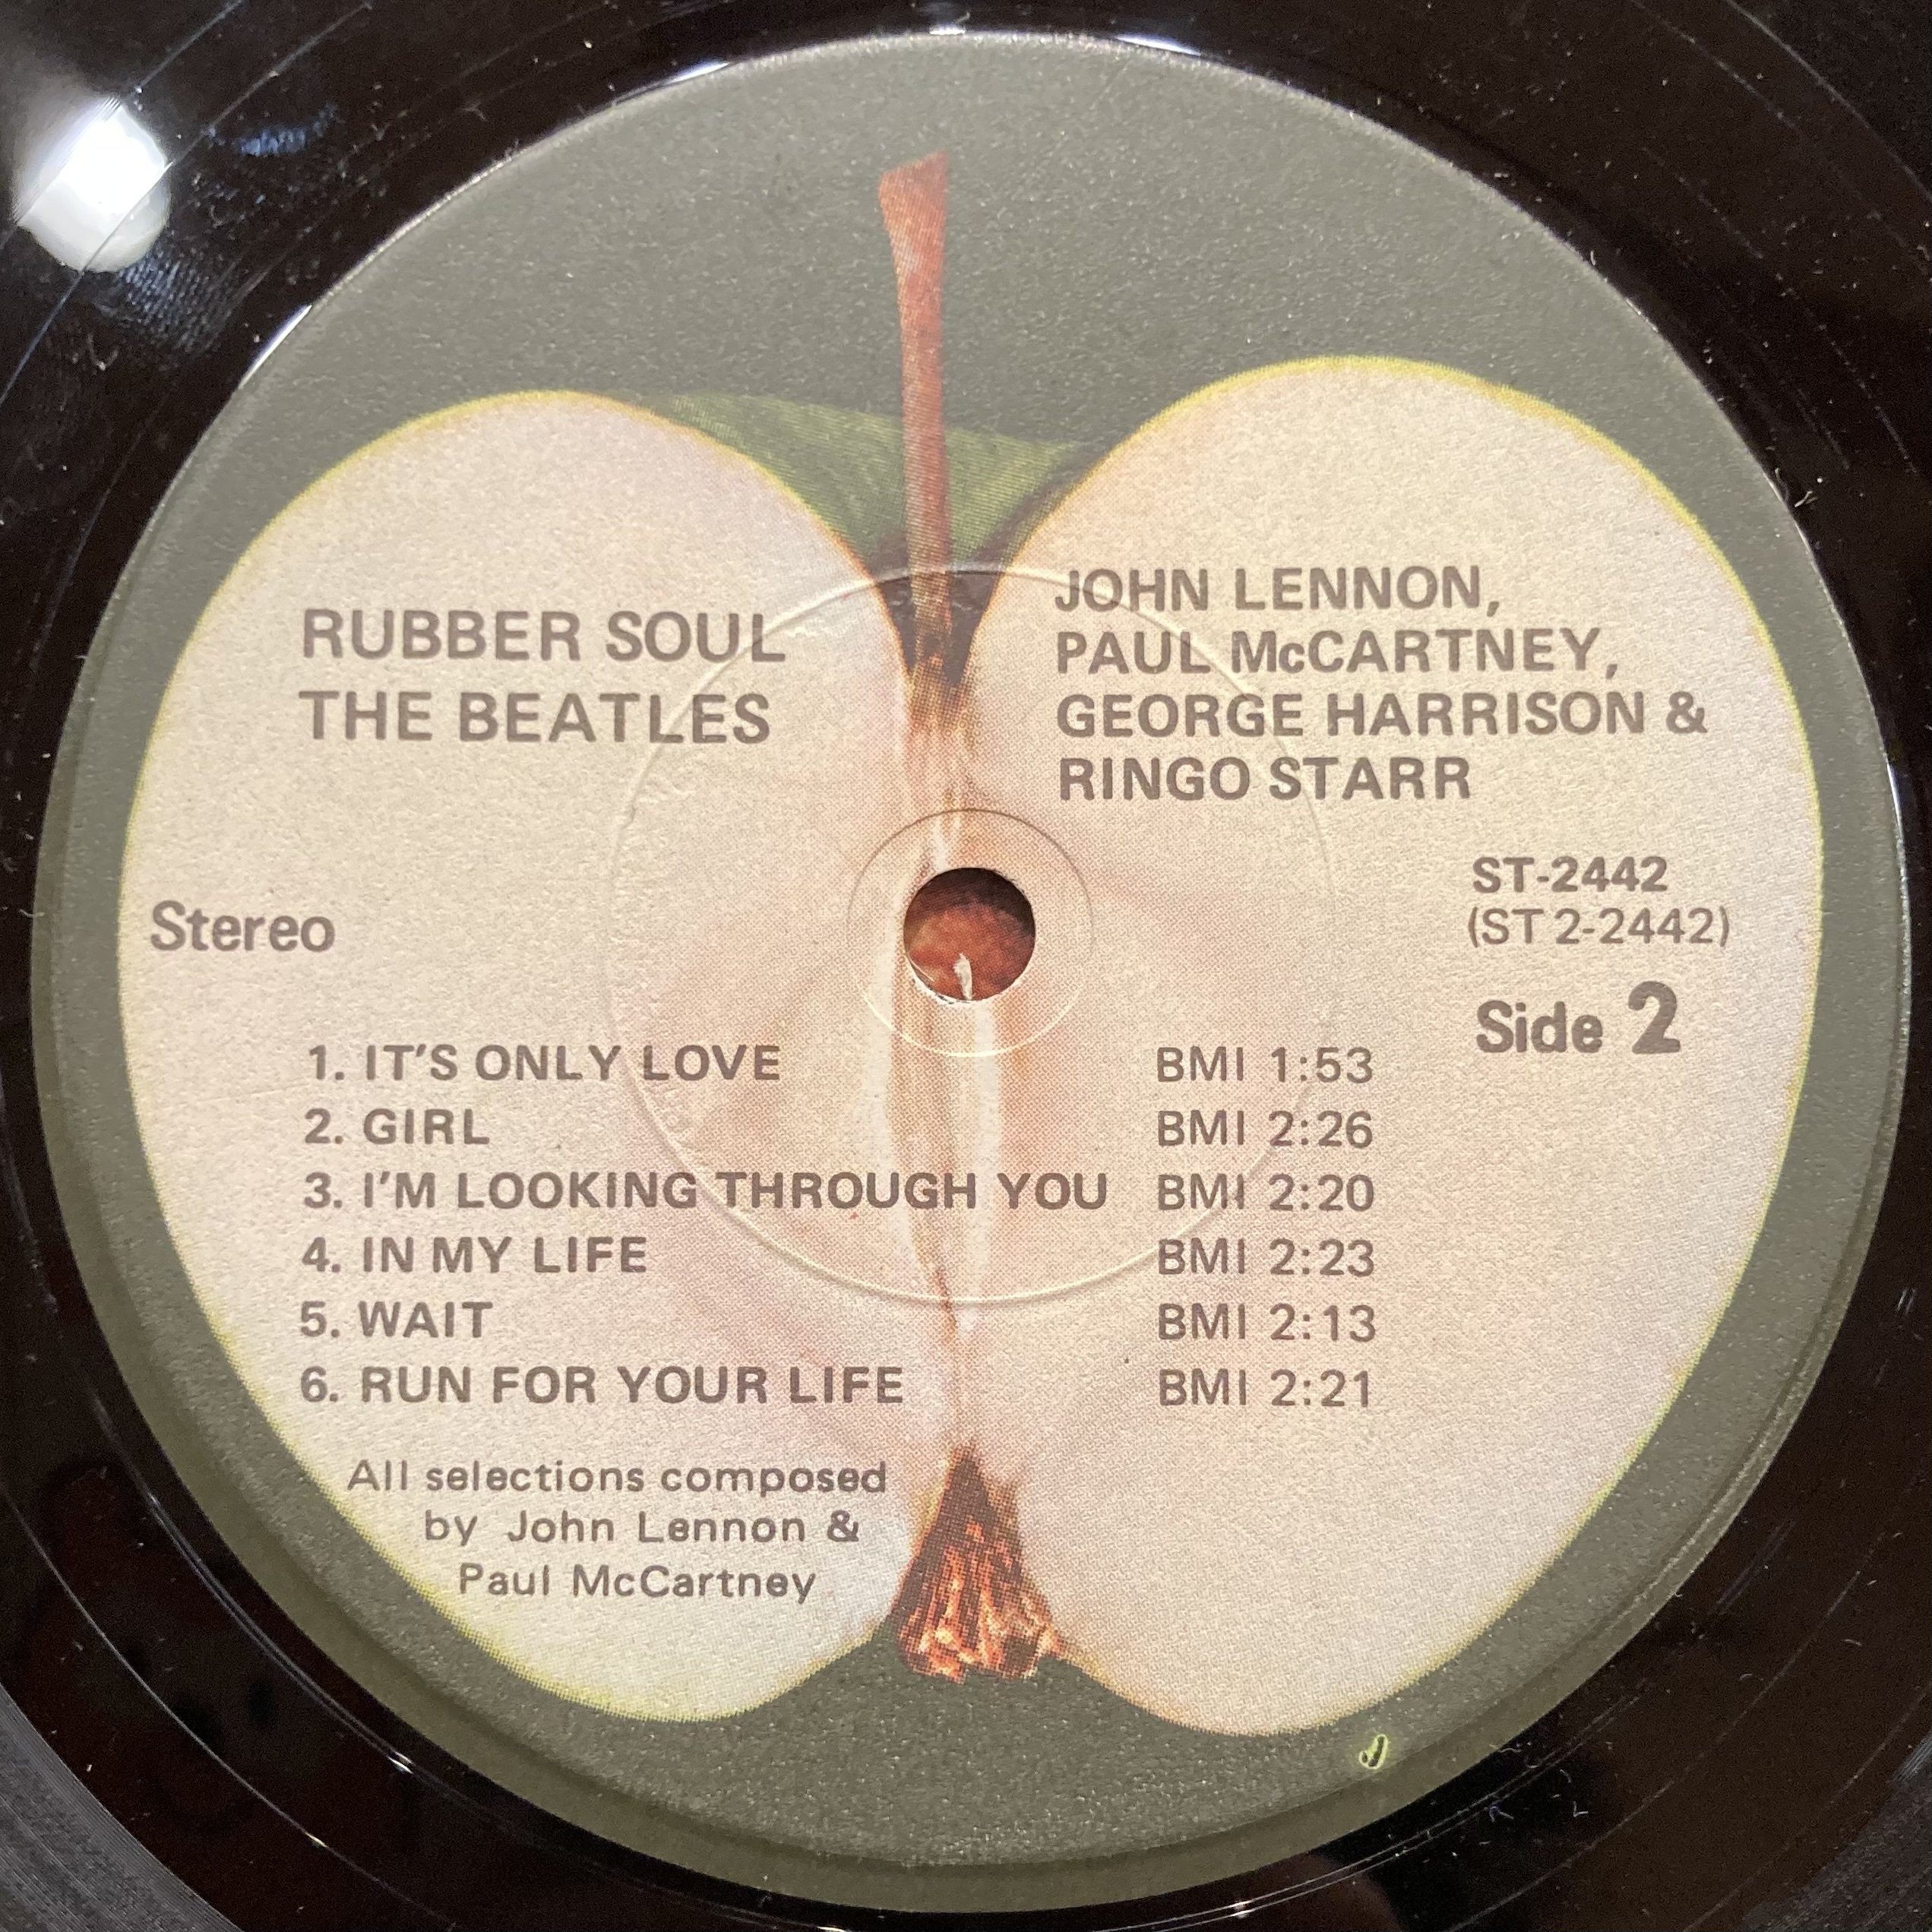 RUBBER SOUL
THE BEATLES
JOHN LENNON,
PAUL McCARTNEY,
GEORGE HARRISON &
RINGO STARR
Stereo
ST-2442
(ST 2-2442)
Side 2
1. IT'S ONLY LOVE BMI 1:53
2. GIRL BMI 2:26
3. I'M LOOKING THROUGH YOU BMI 2:20
4. IN MY LIFE BMI 2:23
5. WAIT BMI 2:13
6. RUN FOR YOUR LIFE BMI 2:21
All selections composed
by John Lennon &
Paul McCartney